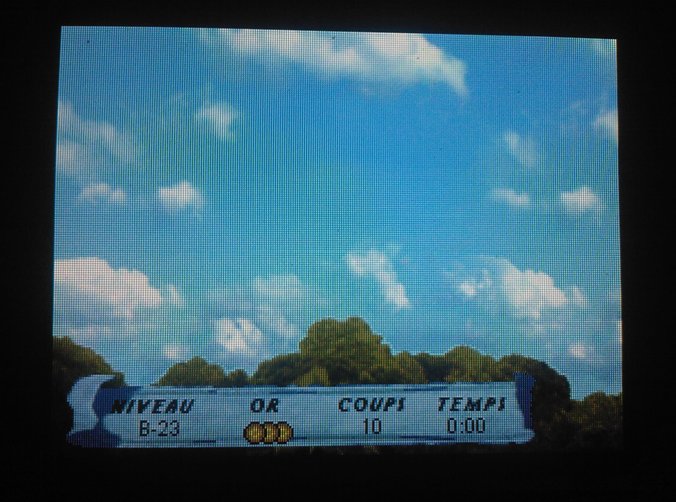 NIVEAU OR COUPS TEMPS
B-23 10 0:00